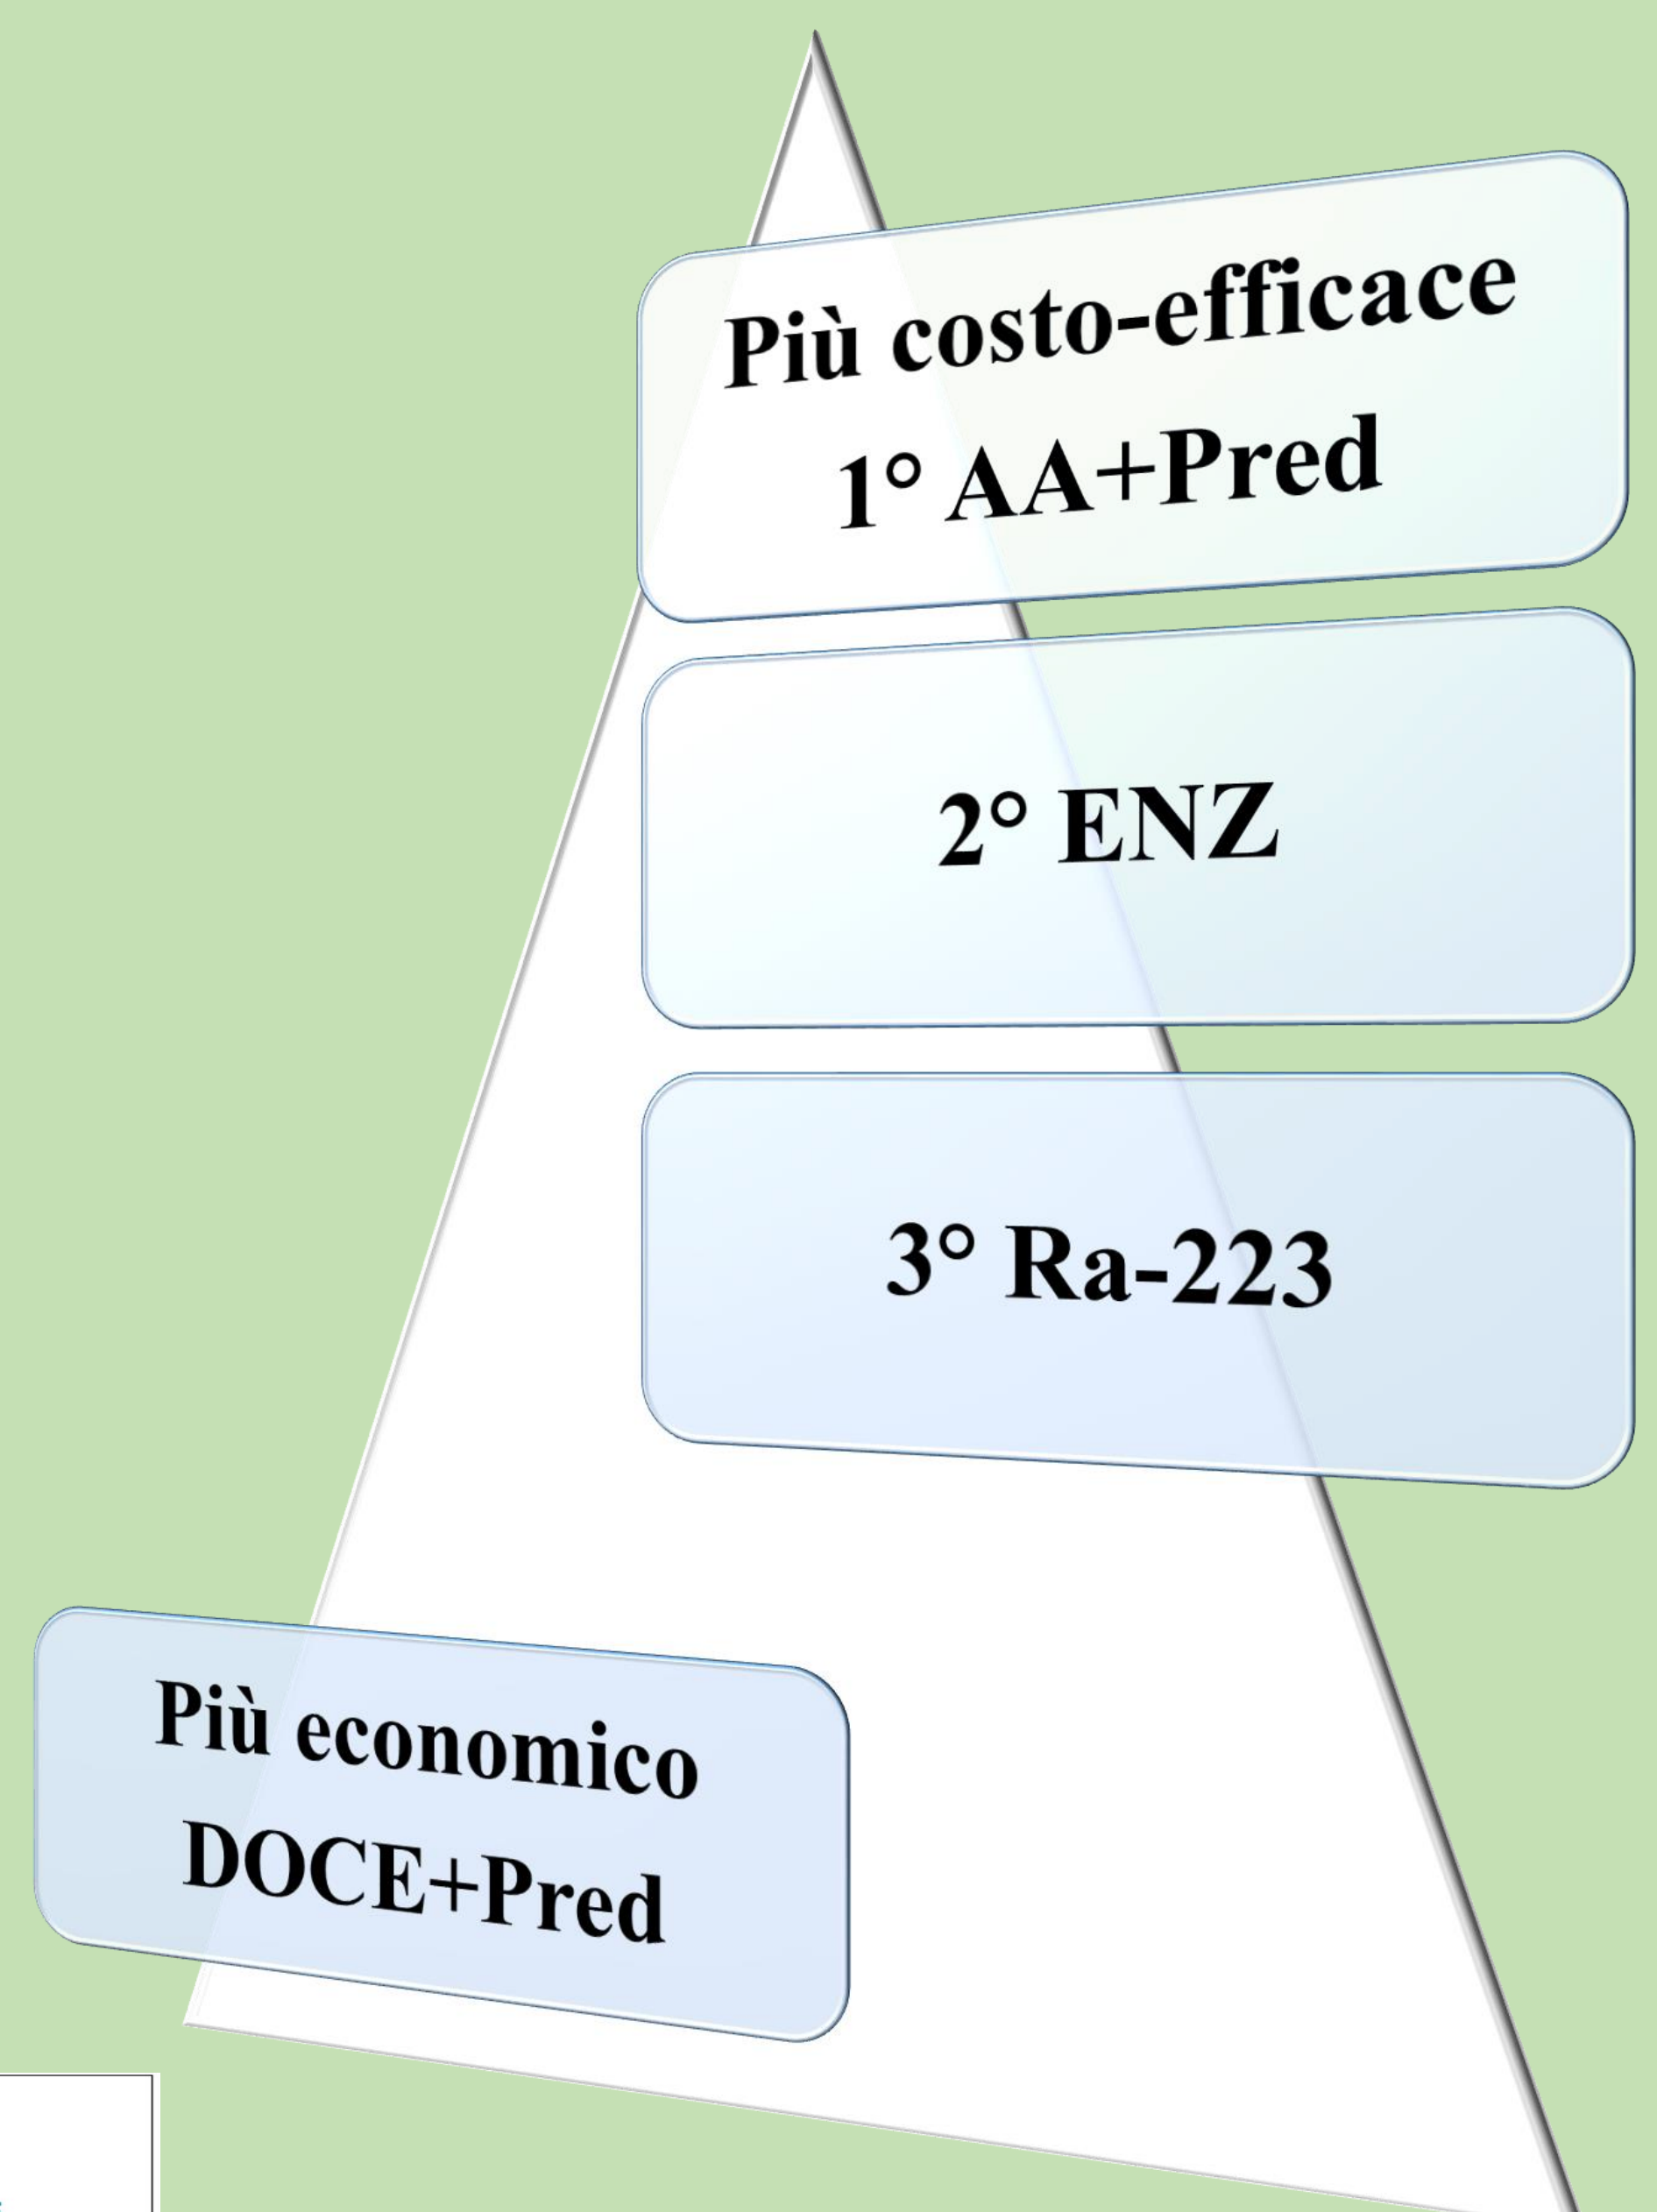 Più costo-efficace
1° AA+Pred
2° ENZ
3° Ra-223
Più economico
DOCE+Pred